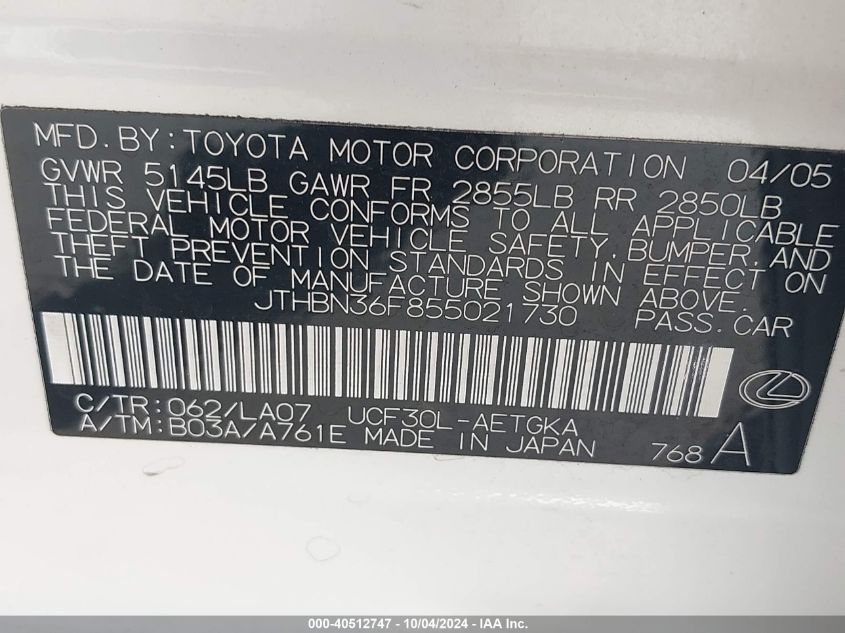 MFD. BY: TOYOTA MOTOR CORPORATION 04/05
GVWR 5145LB GAWR FR 2855LB RR 2850LB
THIS VEHICLE CONFORMS TO ALL APPLICABLE
FEDERAL MOTOR VEHICLE SAFETY, BUMPER, AND
THEFT PREVENTION STANDARDS IN EFFECT ON
THE DATE OF MANUFACTURE SHOWN ABOVE.
JTHBN36F855021730 PASS. CAR
C/TR: 062/LA07 UCF30L-AETGKA
A/TM: B03A/A761E MADE IN JAPAN 768 A
000-40512747 - 10/04/2024 - IAA Inc.